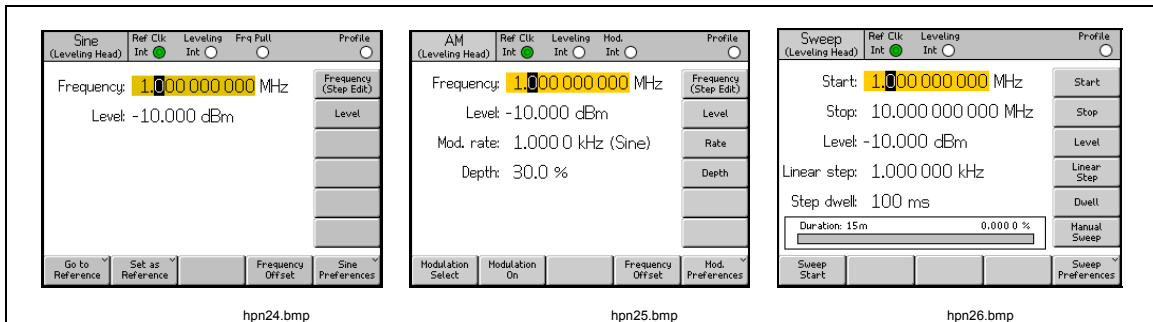 Sine
(Leveling Head)
Ref Clk Leveling Frq Pull Profile
Int Int
Frequency: 1.000 000 000 MHz
Level: -10.000 dBm
Frequency
(Step Edit)
Level
Go to
Reference
Set as
Reference
Frequency
Offset
Sine
Preferences
hpn24.bmp
AM
(Leveling Head)
Ref Clk Leveling Mod. Profile
Int Int Int
Frequency: 1.000 000 000 MHz
Level: -10.000 dBm
Mod. rate: 1.000 0 kHz (Sine)
Depth: 30.0 %
Frequency
(Step Edit)
Level
Rate
Depth
Modulation
Select
Modulation
On
Frequency
Offset
Mod.
Preferences
hpn25.bmp
Sweep
(Leveling Head)
Ref Clk Leveling Profile
Int Int
Start: 1.000 000 000 MHz
Stop: 10.000 000 000 MHz
Level: -10.000 dBm
Linear step: 1.000 000 kHz
Step dwell: 100 ms
Duration: 15m 0.000 0 %
Start
Stop
Level
Linear
Step
Dwell
Manual
Sweep
Sweep
Start
Sweep
Preferences
hpn26.bmp